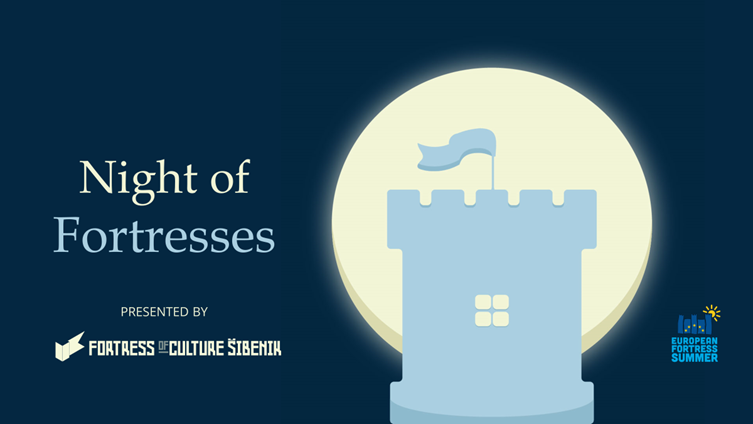 Night of
Fortresses
PRESENTED BY
FORTRESS OF CULTURE ŠIBENIK
EUROPEAN
FORTRESS
SUMMER